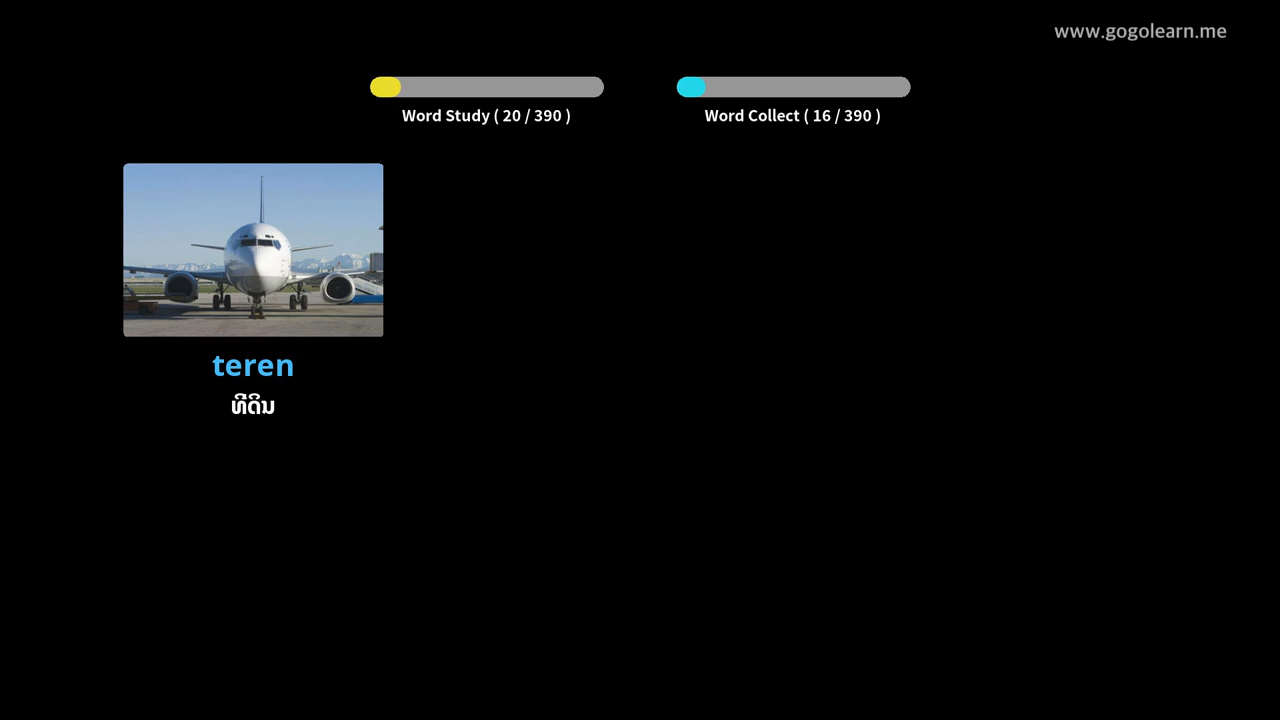 www.gogolearn.me
Word Study ( 20 / 390 )
Word Collect ( 16 / 390 )
teren
ທີ່ດິນ